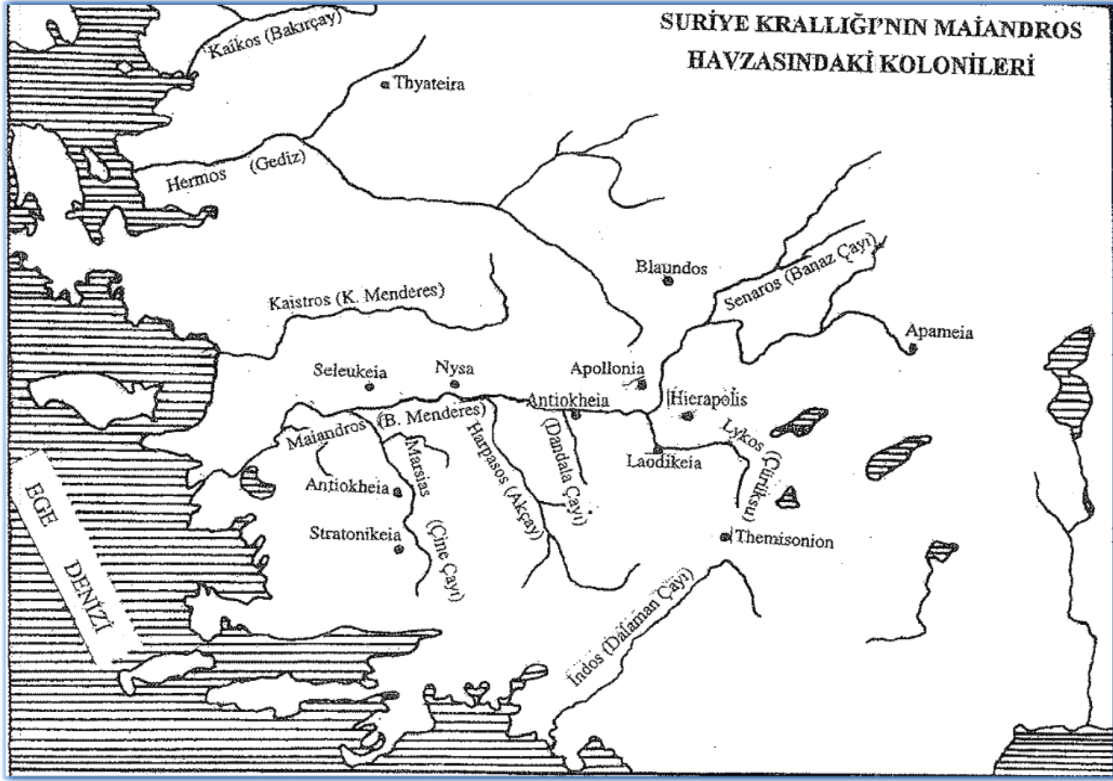 SURİYE KRALLIĞI'NIN MAİANDROS
HAVZASINDAKİ KOLONİLERİ
Kaikos (Bakırçay)
Thyateira
Hermos (Gediz)
Blaundos
Senaros (Banaz Çayı)
Kaistros (K. Menderes)
Apameia
Seleukeia
Nysa
Apollonia
Antiokheia
Hierapolis
Maiandros (B. Menderes)
Lykos (Çürüksu)
Laodikeia
Marsias (Çine Çayı)
Harpasos (Akçay)
(Dandala Çayı)
Antiokheia
Stratonikeia
Themisonion
EGE DENİZİ
İndos (Dalaman Çayı)